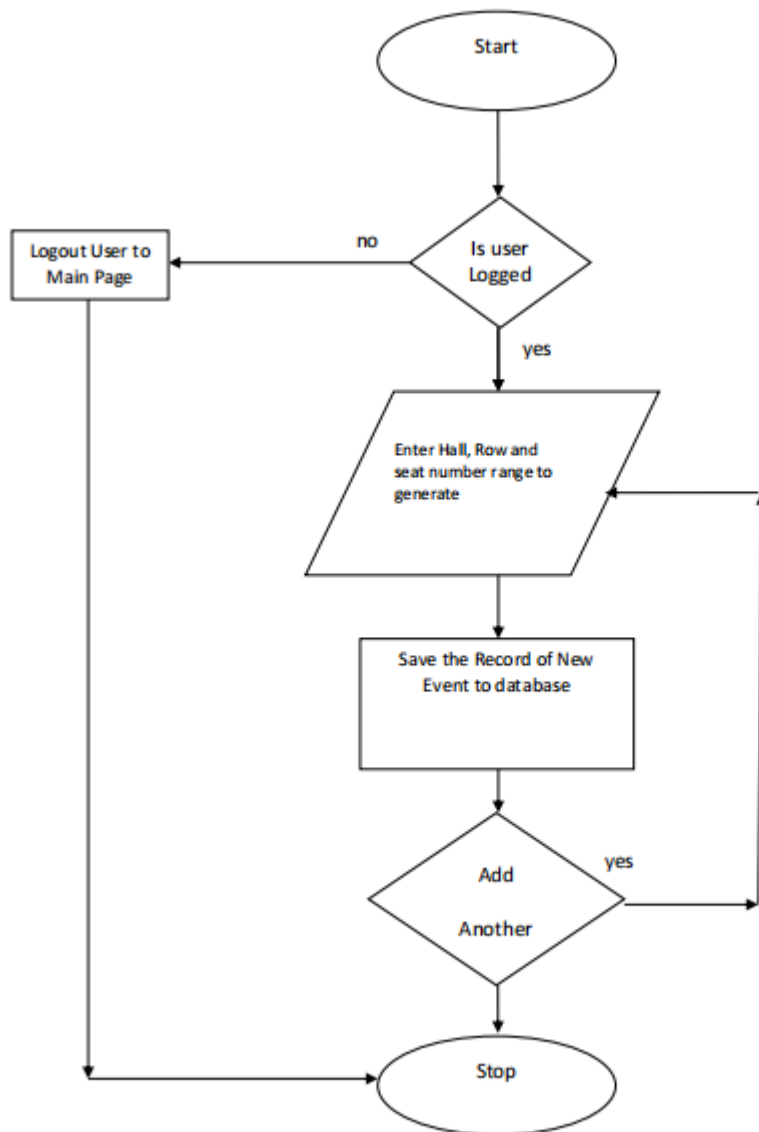 Start
Is user
Logged
no
Logout User to
Main Page
yes
Enter Hall, Row and
seat number range to
generate
Save the Record of New
Event to database
Add
Another
yes
Stop